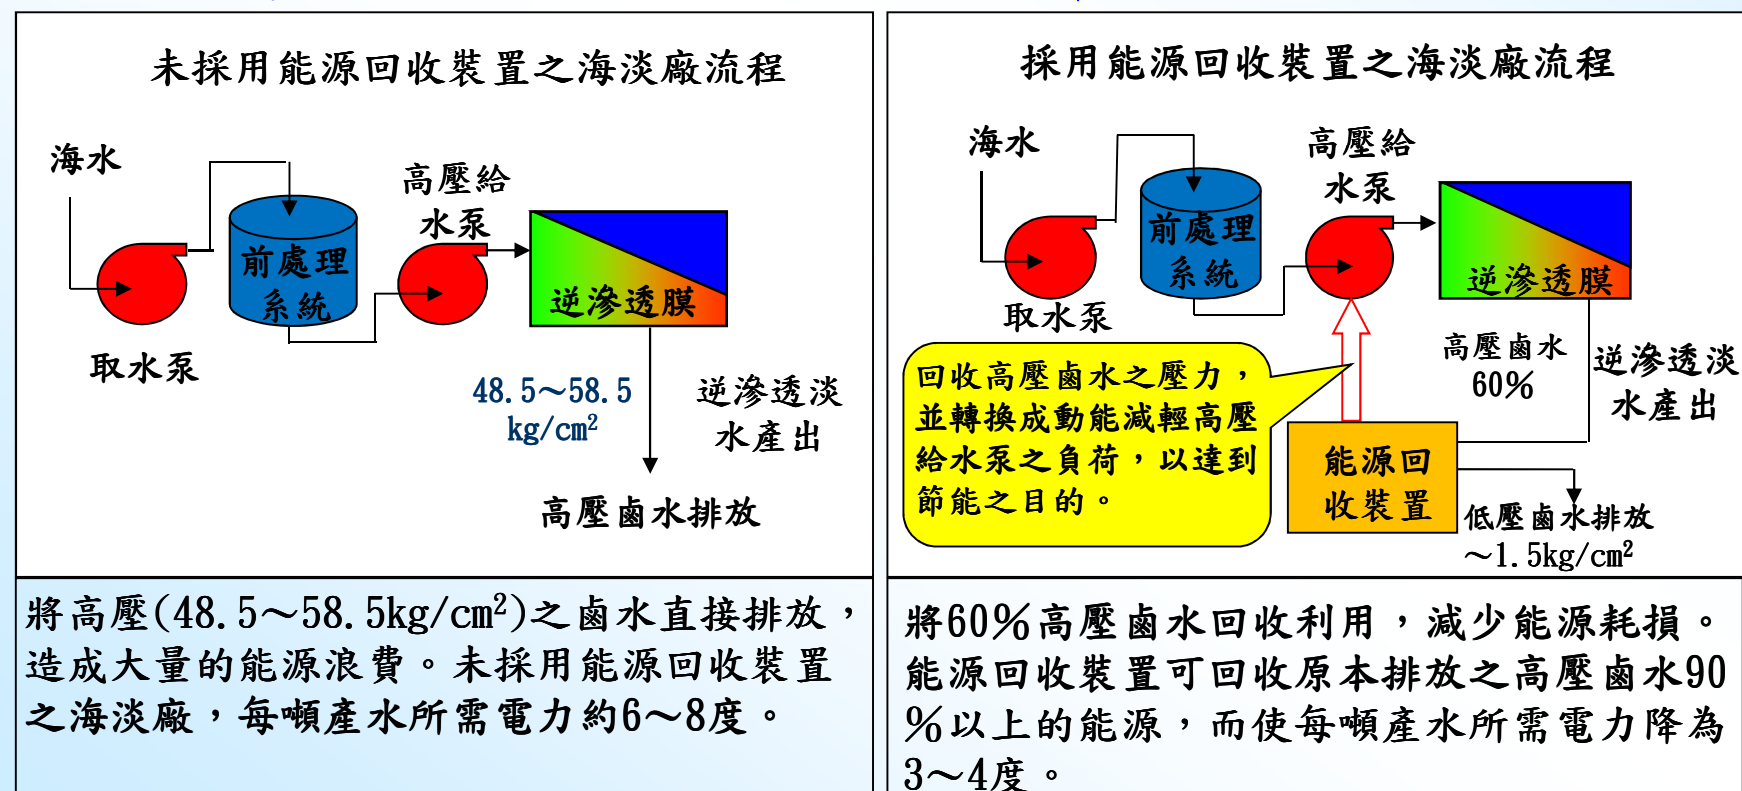 未採用能源回收裝置之海淡廠流程
海水
高壓給
水泵
前處理
系統
逆滲透膜
取水泵
48.5～58.5
kg/cm²
逆滲透淡
水產出
高壓鹵水排放
將高壓(48.5～58.5kg/cm²)之鹵水直接排放，
造成大量的能源浪費。未採用能源回收裝置
之海淡廠，每噸產水所需電力約6～8度。
採用能源回收裝置之海淡廠流程
海水
高壓給
水泵
前處理
系統
逆滲透膜
取水泵
高壓鹵水
60%
逆滲透淡
水產出
回收高壓鹵水之壓力，
並轉換成動能減輕高壓
給水泵之負荷，以達到
節能之目的。
能源回
收裝置
低壓鹵水排放
～1.5kg/cm²
將60%高壓鹵水回收利用，減少能源耗損。
能源回收裝置可回收原本排放之高壓鹵水90
%以上的能源，而使每噸產水所需電力降為
3～4度。